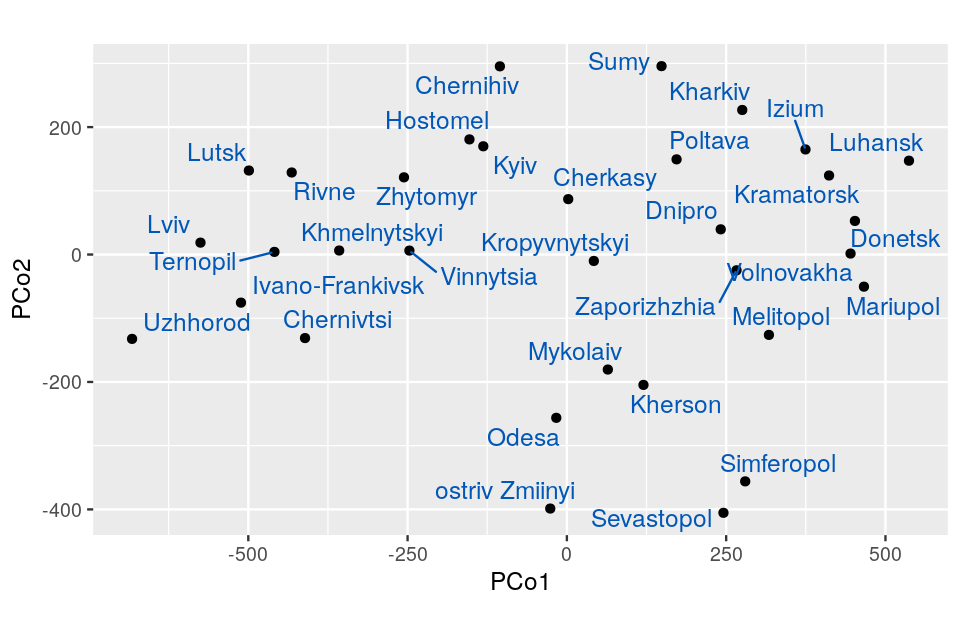 Sumy
Chernihiv
Kharkiv
Izium
Hostomel
Poltava
Luhansk
Lutsk
Kyiv
Cherkasy
Rivne
Zhytomyr
Kramatorsk
Dnipro
Lviv
Khmelnytskyi
Kropyvnytskyi
Donetsk
Ternopil
Vinnytsia
Volnovakha
Ivano-Frankivsk
Zaporizhzhia
Mariupol
Uzhhorod
Chernivtsi
Melitopol
Mykolaiv
Kherson
Odesa
Simferopol
ostriv Zmiinyi
Sevastopol
200
0
-200
-400
PCo2
-500
-250
0
250
500
PCo1